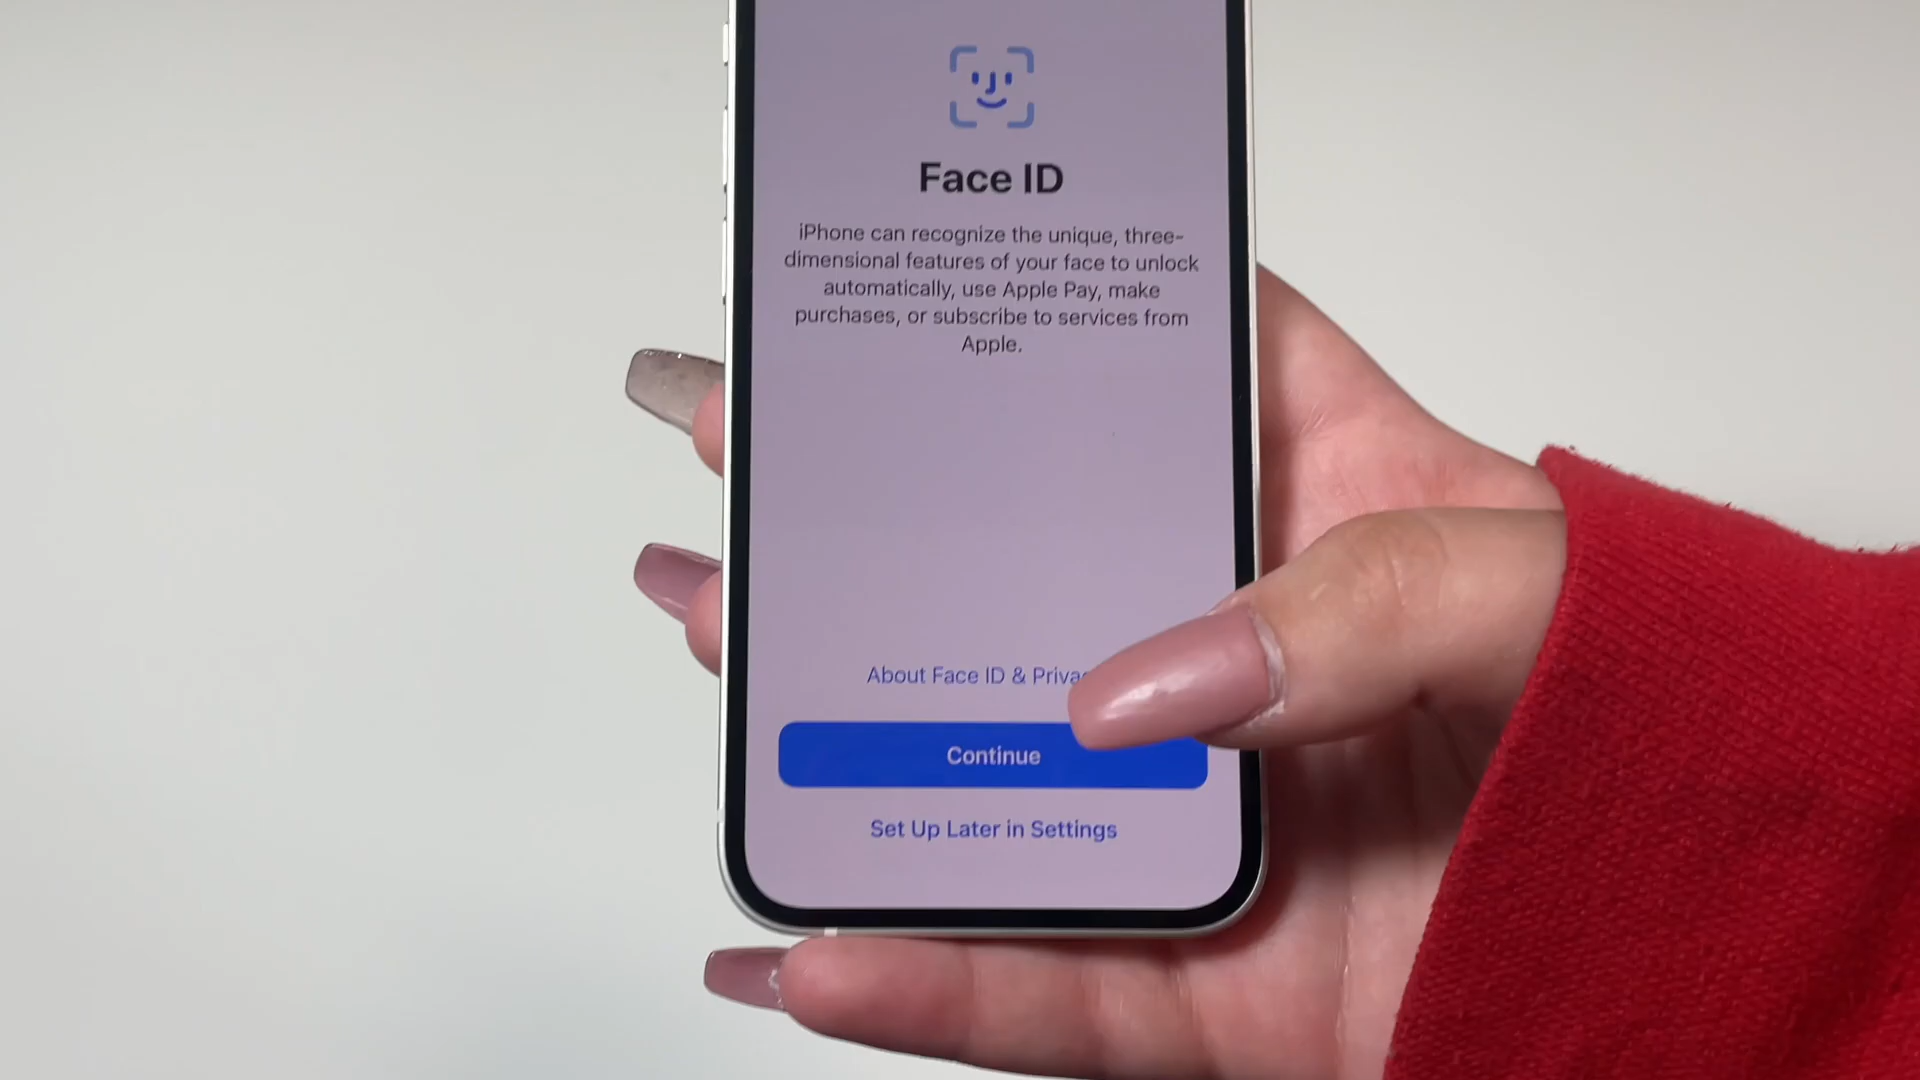 Face ID
iPhone can recognize the unique, three-
dimensional features of your face to unlock
automatically, use Apple Pay, make
purchases, or subscribe to services from
Apple.
About Face ID &
Continue
Set Up Later in Settings